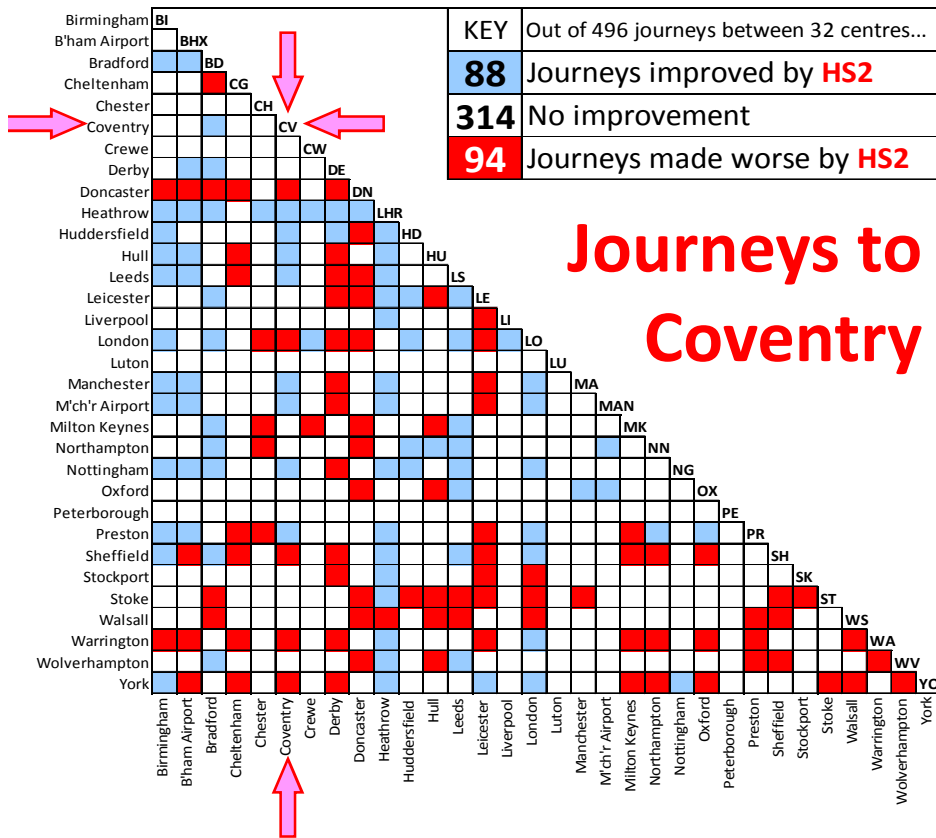 Birmingham BI
B'ham Airport BHX
Bradford BD
Cheltenham CG
Chester CH
Coventry CV
Crewe CW
Derby DE
Doncaster DN
Heathrow LHR
Huddersfield HD
Hull HU
Leeds LS
Leicester LE
Liverpool LI
London LO
Luton LU
Manchester MA
M'ch'r Airport MAN
Milton Keynes MK
Northampton NN
Nottingham NG
Oxford OX
Peterborough PE
Preston PR
Sheffield SH
Stockport SK
Stoke ST
Walsall WS
Warrington WA
Wolverhampton WV
York YO
KEY Out of 496 journeys between 32 centres...
88 Journeys improved by HS2
314 No improvement
94 Journeys made worse by HS2
Journeys to
Coventry
Birmingham
B'ham Airport
Bradford
Cheltenham
Chester
Coventry
Crewe
Derby
Doncaster
Heathrow
Huddersfield
Hull
Leeds
Leicester
Liverpool
London
Luton
Manchester
M'ch'r Airport
Milton Keynes
Northampton
Nottingham
Oxford
Peterborough
Preston
Sheffield
Stockport
Stoke
Walsall
Warrington
Wolverhampton
York